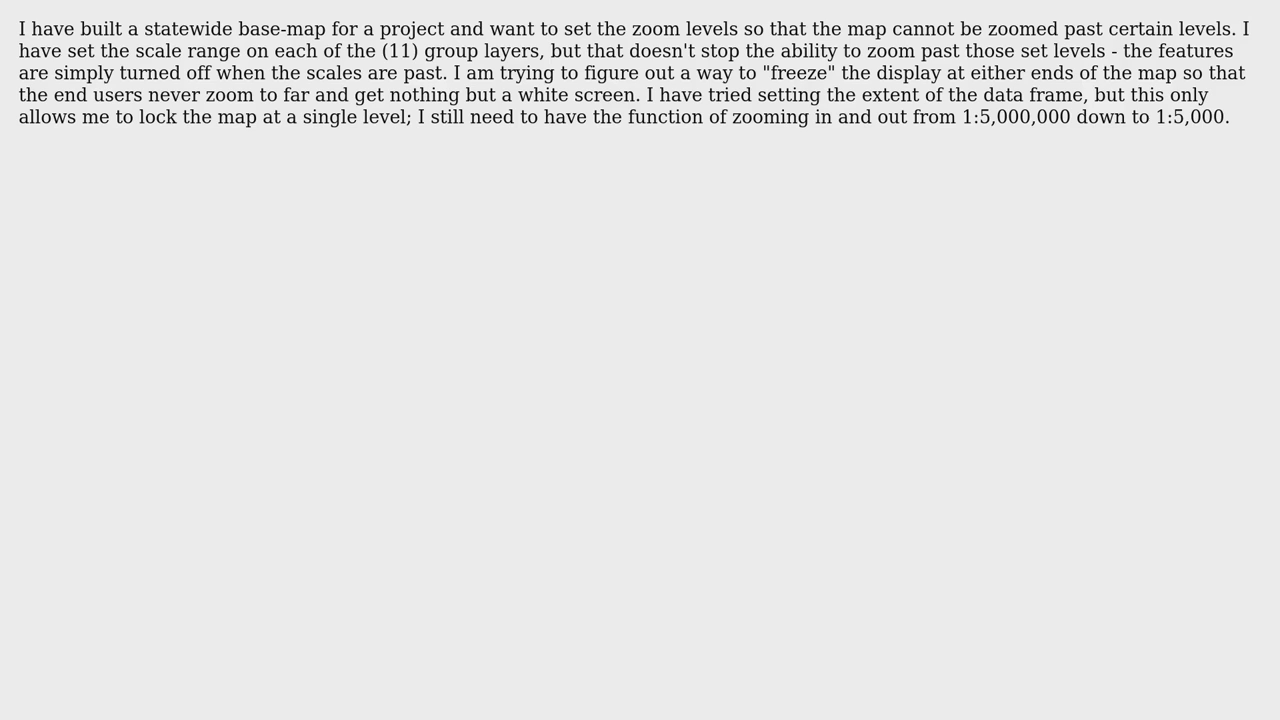 I have built a statewide base-map for a project and want to set the zoom levels so that the map cannot be zoomed past certain levels. I
have set the scale range on each of the (11) group layers, but that doesn't stop the ability to zoom past those set levels - the features
are simply turned off when the scales are past. I am trying to figure out a way to "freeze" the display at either ends of the map so that
the end users never zoom to far and get nothing but a white screen. I have tried setting the extent of the data frame, but this only
allows me to lock the map at a single level; I still need to have the function of zooming in and out from 1:5,000,000 down to 1:5,000.